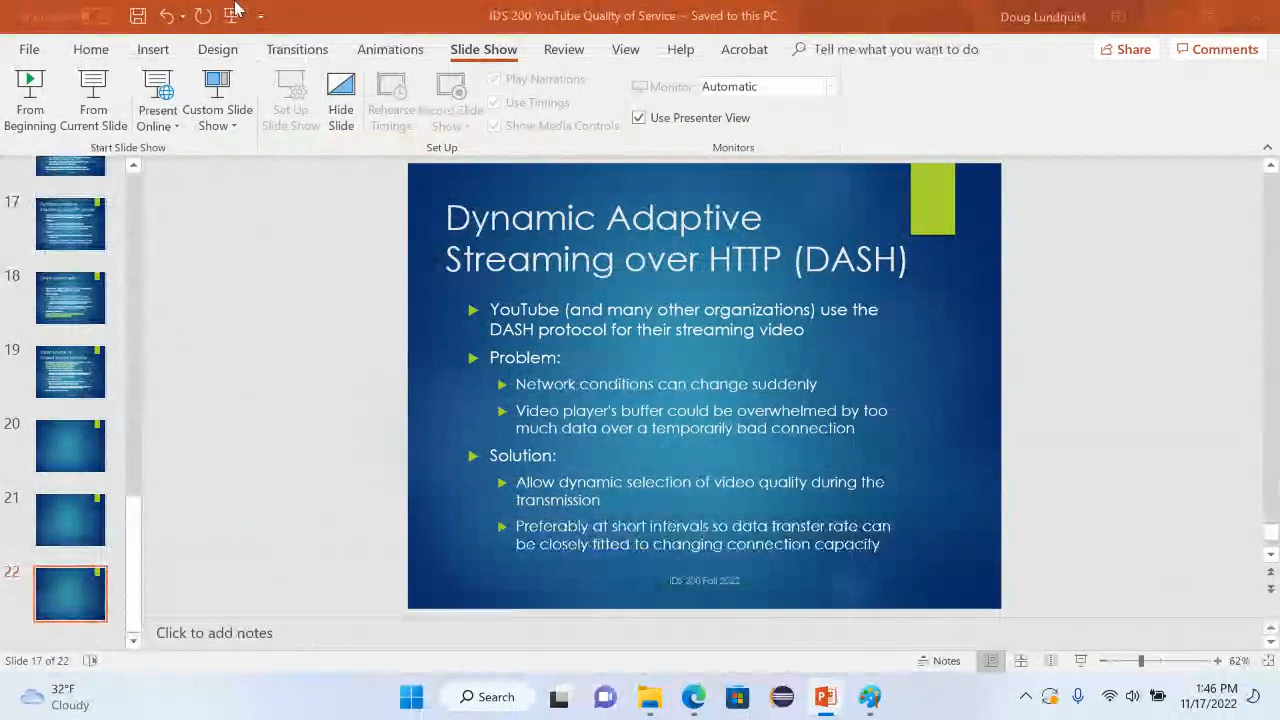 IDS 200 YouTube Quality of Service - Saved to this PC
Doug Lundquist
File Home Insert Design Transitions Animations Slide Show Review View Help Acrobat Tell me what you want to do Share Comments
From Beginning
From Current Slide
Present Online
Custom Slide Show
Set Up Slide Show
Hide Slide
Rehearse Timings
Record Slide Show
Play Narrations
Use Timings
Show Media Controls
Monitor: Automatic
Use Presenter View
Start Slide Show
Set Up
Monitors
17
18
19
20
21
22
Dynamic Adaptive
Streaming over HTTP (DASH)
YouTube (and many other organizations) use the
DASH protocol for their streaming video
Problem:
Network conditions can change suddenly
Video player's buffer could be overwhelmed by too
much data over a temporarily bad connection
Solution:
Allow dynamic selection of video quality during the
transmission
Preferably at short intervals so data transfer rate can
be closely fitted to changing connection capacity
IDS 200 Fall 2022
Click to add notes
Slide 17 of 22
Notes
62%
32°F
Cloudy
Search
1:46 PM
11/17/2022